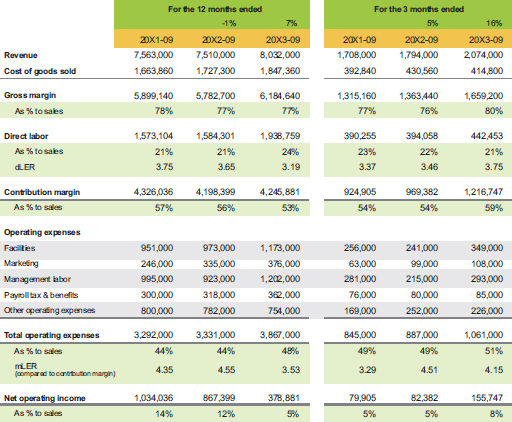 For the 12 months ended For the 3 months ended
-1% 7% 5% 16%
20X1-09 20X2-09 20X3-09 20X1-09 20X2-09 20X3-09
Revenue 7,563,000 7,510,000 8,032,000 1,708,000 1,794,000 2,074,000
Cost of goods sold 1,663,860 1,727,300 1,847,360 392,840 430,560 414,800
Gross margin 5,899,140 5,782,700 6,184,640 1,315,160 1,363,440 1,659,200
As % to sales 78% 77% 77% 77% 76% 80%
Direct labor 1,573,104 1,584,301 1,938,759 390,255 394,058 442,453
As % to sales 21% 21% 24% 23% 22% 21%
dLER 3.75 3.65 3.19 3.37 3.46 3.75
Contribution margin 4,326,036 4,198,399 4,245,881 924,905 969,382 1,216,747
As % to sales 57% 56% 53% 54% 54% 59%
Operating expenses
Facilities 951,000 973,000 1,173,000 256,000 241,000 349,000
Marketing 246,000 335,000 376,000 63,000 99,000 108,000
Management labor 995,000 923,000 1,202,000 281,000 215,000 293,000
Payroll tax & benefits 300,000 318,000 362,000 76,000 80,000 85,000
Other operating expenses 800,000 782,000 754,000 169,000 252,000 226,000
Total operating expenses 3,292,000 3,331,000 3,867,000 845,000 887,000 1,061,000
As % to sales 44% 44% 48% 49% 49% 51%
mLER 4.35 4.55 3.53 3.29 4.51 4.15
(compared to contribution margin)
Net operating income 1,034,036 867,399 378,881 79,905 82,382 155,747
As % to sales 14% 12% 5% 5% 5% 8%